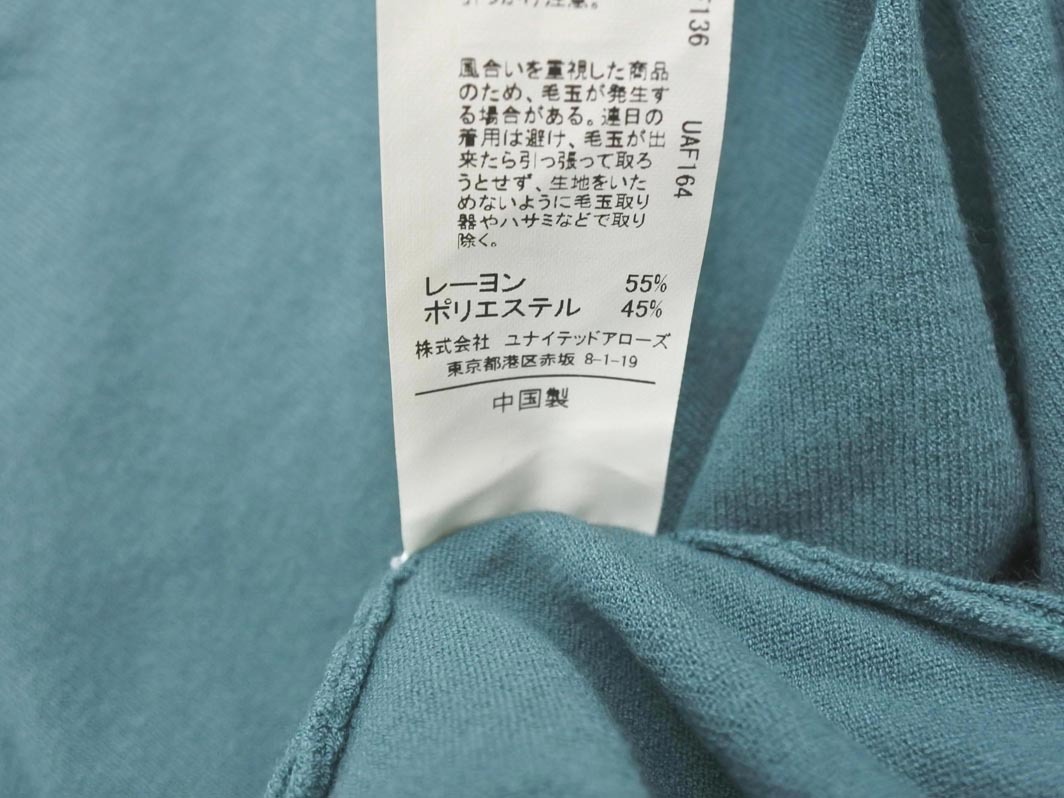 風合いを重視した商品
のため、毛玉が発生す
る場合がある。連日の
着用は避け、毛玉が出
来たら引っ張って取ろ
うとせず、生地をいた
めないように毛玉取り
器やハサミなどで取り
除く。
レーヨン 55%
ポリエステル 45%
株式会社 ユナイテッドアローズ
東京都港区赤坂 8-1-19
中国製
F136
UAF164